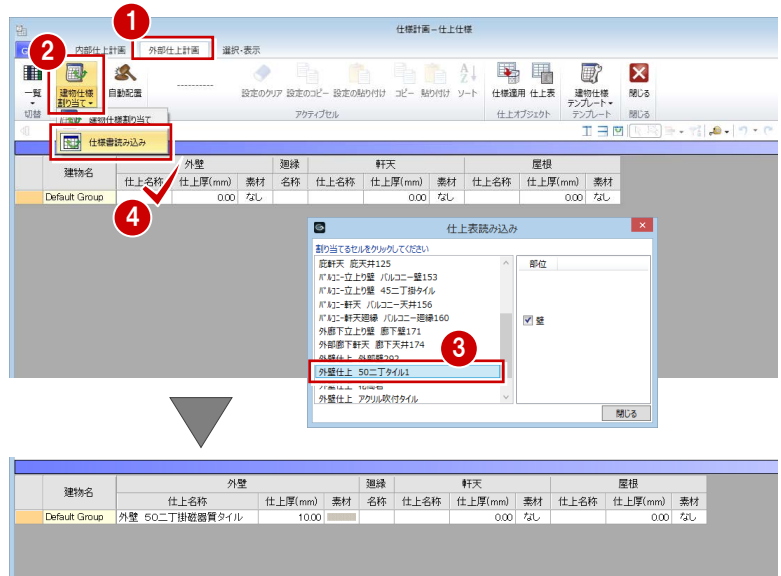 仕様計画－仕上仕様
1
内部仕上計画 外部仕上計画 選択・表示
2
一覧
切替
建物仕様
割り当て
自動配置
設定のクリア 設定のコピー 設定の貼り付け コピー 貼り付け ソート
アクティブセル
仕様適用 仕上表
仕上オブジェクト
建物仕様
テンプレート
テンプレート
閉じる
閉じる
建物仕様割り当て
仕様書読み込み
建物名 外壁 廻縁 軒天 屋根
仕上名称 仕上厚(mm) 素材 名称 仕上名称 仕上厚(mm) 素材 仕上名称 仕上厚(mm) 素材
Default Group 0.00 なし 0.00 なし 0.00 なし
4
仕上表読み込み
割り当てるセルをクリックしてください
庇軒天 庇天井125
バルコニー立上り壁 バルコニー壁153
バルコニー立上り壁 45二丁掛タイル
バルコニー軒天 バルコニー天井156
バルコニー軒天廻縁 バルコニー廻縁160
外廊下立上り壁 廊下壁171
外部廊下軒天 廊下天井174
外壁仕上 外部壁292
3
外壁仕上 50二丁タイル1
外壁仕上 アクリル吹付タイル
部位
壁
閉じる
建物名 外壁 廻縁 軒天 屋根
仕上名称 仕上厚(mm) 素材 名称 仕上名称 仕上厚(mm) 素材 仕上名称 仕上厚(mm) 素材
Default Group 外壁 50二丁掛磁器質タイル 10.00 0.00 なし 0.00 なし